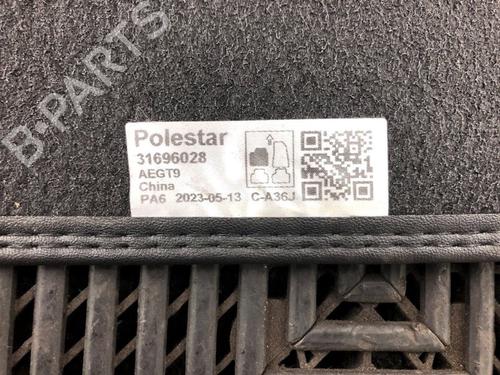 B-PARTS
Polestar
31696028
AEGT9
China
PA6 2023-05-13 C-A36J